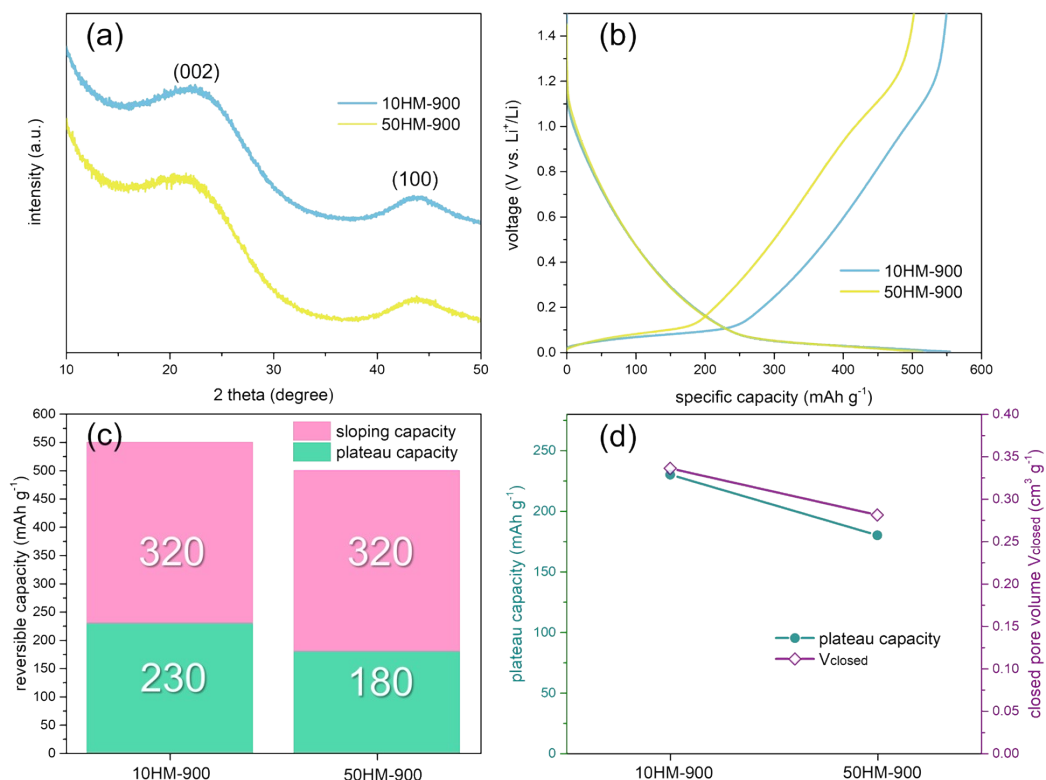 (a)
(002)
10HM-900
50HM-900
(100)
intensity (a.u.)
10
20
30
40
50
2 theta (degree)
(b)
10HM-900
50HM-900
voltage (V vs. Li⁺/Li)
1.4
1.2
1.0
0.8
0.6
0.4
0.2
0.0
0
100
200
300
400
500
600
specific capacity (mAh g⁻¹)
(c)
sloping capacity
plateau capacity
reversible capacity (mAh g⁻¹)
600
550
500
450
400
350
300
250
200
150
100
50
0
320
320
230
180
10HM-900
50HM-900
(d)
plateau capacity (mAh g⁻¹)
250
225
200
175
150
125
100
75
50
25
0
plateau capacity
Vclosed
closed pore volume Vclosed (cm³ g⁻¹)
0.40
0.35
0.30
0.25
0.20
0.15
0.10
0.05
0.00
10HM-900
50HM-900